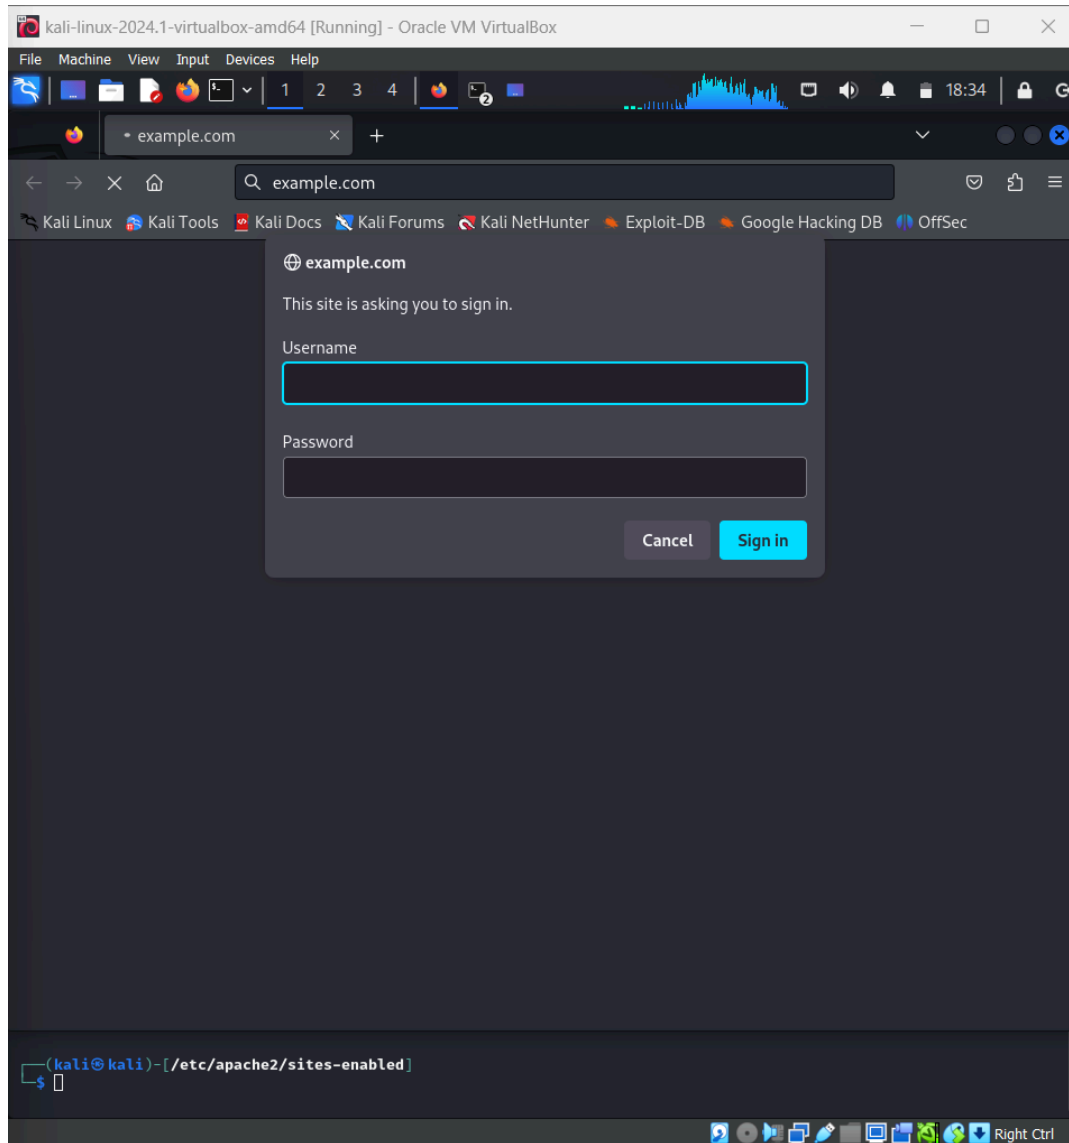 kali-linux-2024.1-virtualbox-amd64 [Running] - Oracle VM VirtualBox
File Machine View Input Devices Help
1 2 3 4 2 18:34
example.com
example.com
Kali Linux Kali Tools Kali Docs Kali Forums Kali NetHunter Exploit-DB Google Hacking DB OffSec
example.com
This site is asking you to sign in.
Username
Password
Cancel Sign in
┌──(kali㉿kali)-[/etc/apache2/sites-enabled]
└─$
Right Ctrl